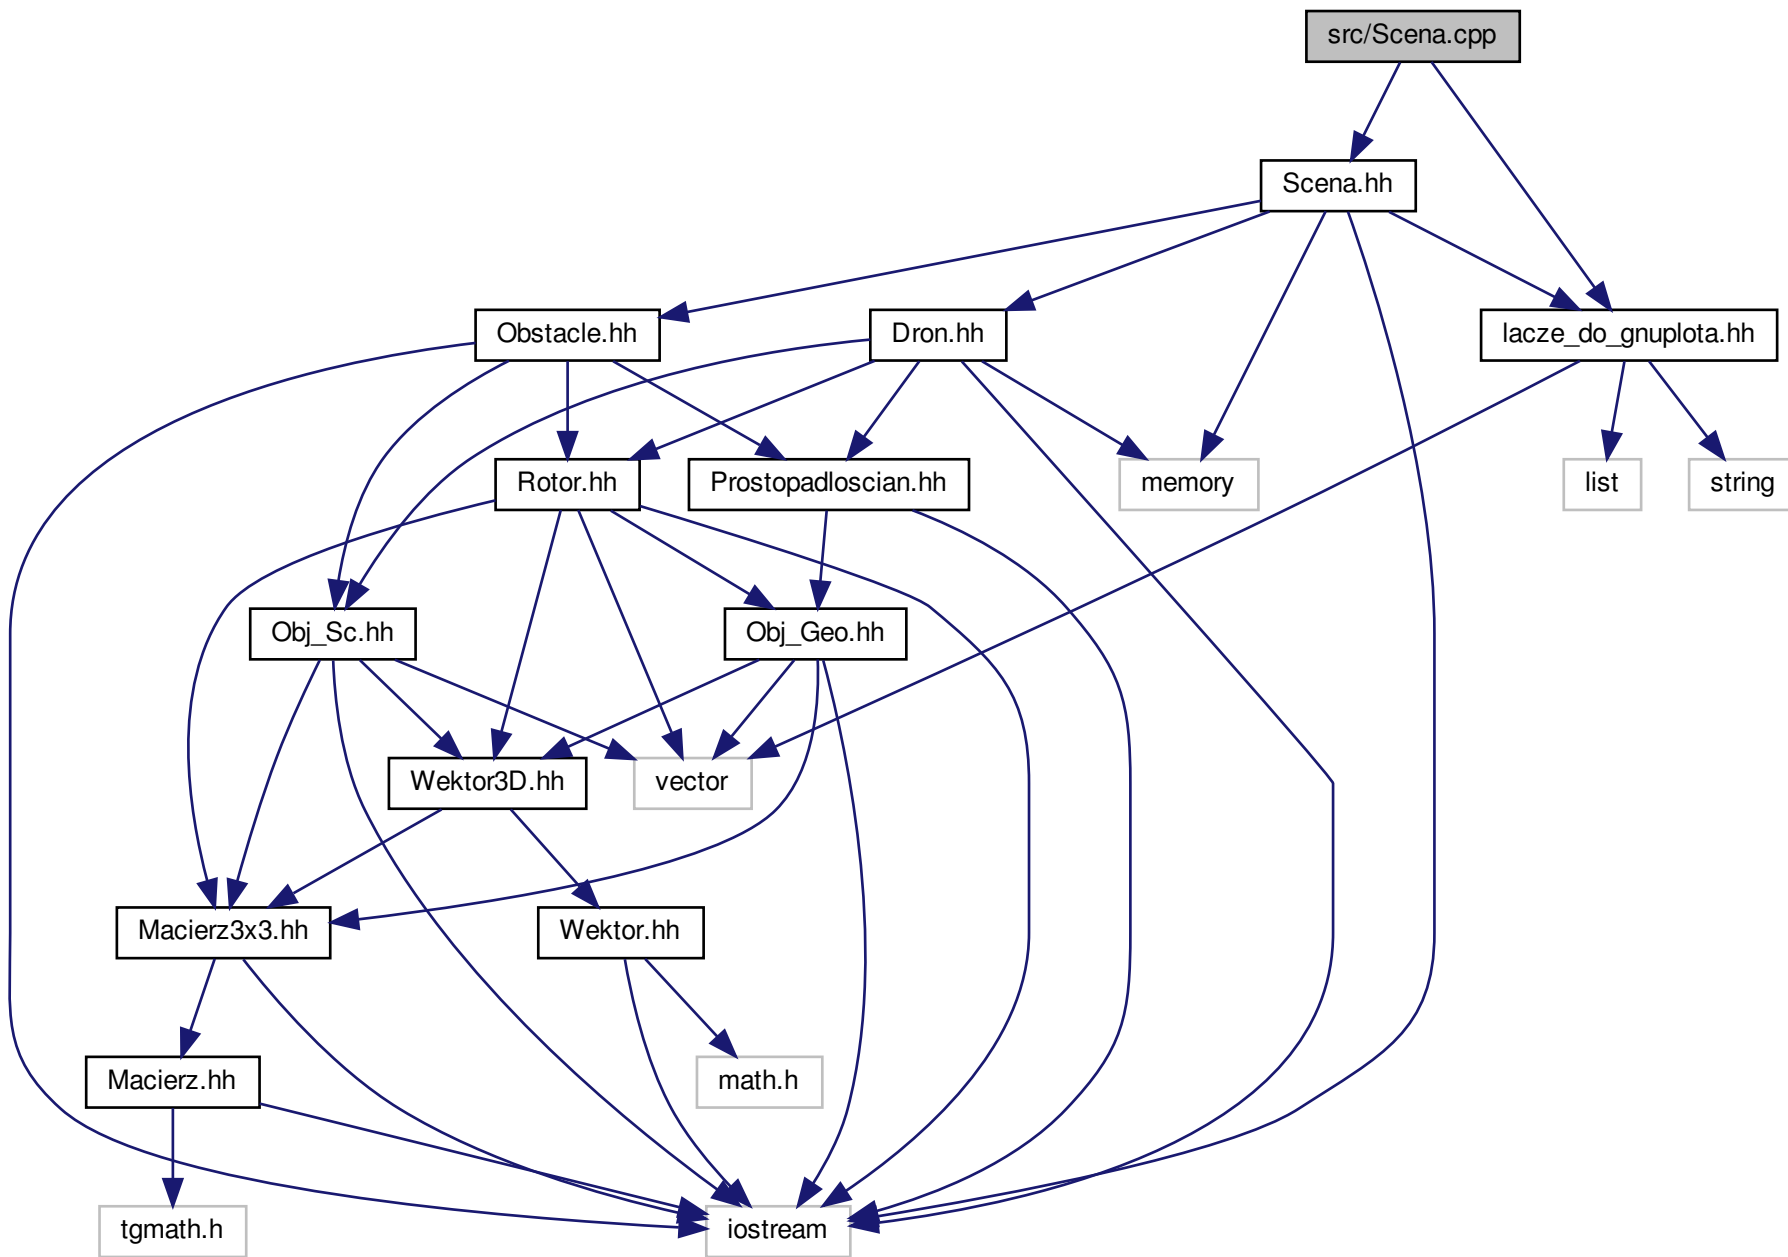 src/Scena.cpp
Scena.hh
Obstacle.hh
Dron.hh
lacze_do_gnuplota.hh
Rotor.hh
Prostopadloscian.hh
memory
list
string
Obj_Sc.hh
Obj_Geo.hh
Wektor3D.hh
vector
Macierz3x3.hh
Wektor.hh
Macierz.hh
math.h
tgmath.h
iostream